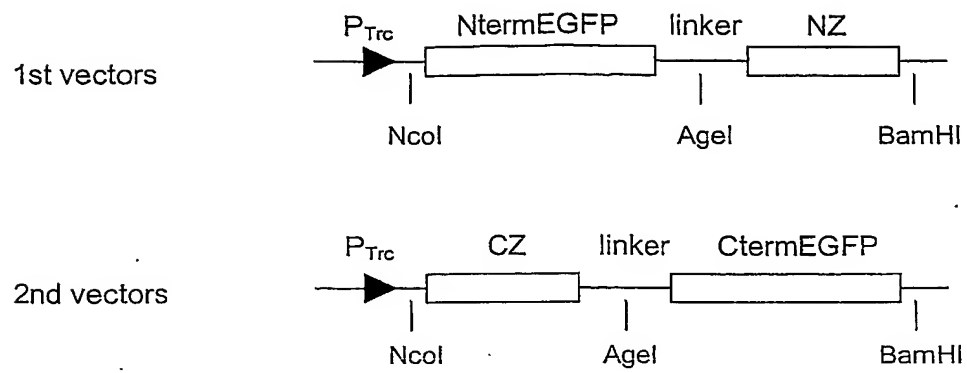 P_Trc NtermEGFP linker NZ
1st vectors
NcoI AgeI BamHI
P_Trc CZ linker CtermEGFP
2nd vectors
NcoI AgeI BamHI